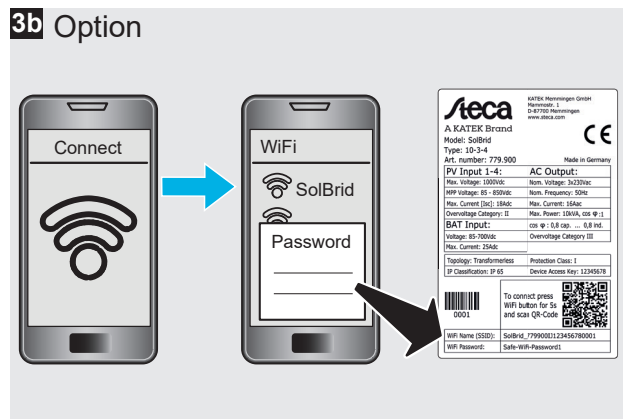 3b Option
Connect
WiFi
SolBrid
Password
Steca
A KATEK Brand
KATEK Memmingen GmbH
Mammostr. 1
D-87700 Memmingen
www.steca.com
CE
Model: SolBrid
Type: 10-3-4
Art. number: 779.900
Made in Germany
PV Input 1-4:
Max. Voltage: 1000Vdc
MPP Voltage: 85 - 850Vdc
Max. Current [Isc]: 18Adc
Overvoltage Category: II
BAT Input:
Voltage: 85-700Vdc
Max. Current: 25Adc
AC Output:
Nom. Voltage: 3x230Vac
Nom. Frequency: 50Hz
Max. Current: 16Aac
Max. Power: 10kVA, cos φ :1
cos φ : 0,8 cap. ... 0,8 ind.
Overvoltage Category III
Topology: Transformerless
Protection Class: I
IP Classification: IP 65
Device Access Key: 12345678
0001
To connect press
WiFi button for 5s
and scan QR-Code
WiFi Name (SSID): SolBrid_779900IJ123456780001
WiFi Password: Safe-WiFi-Password1